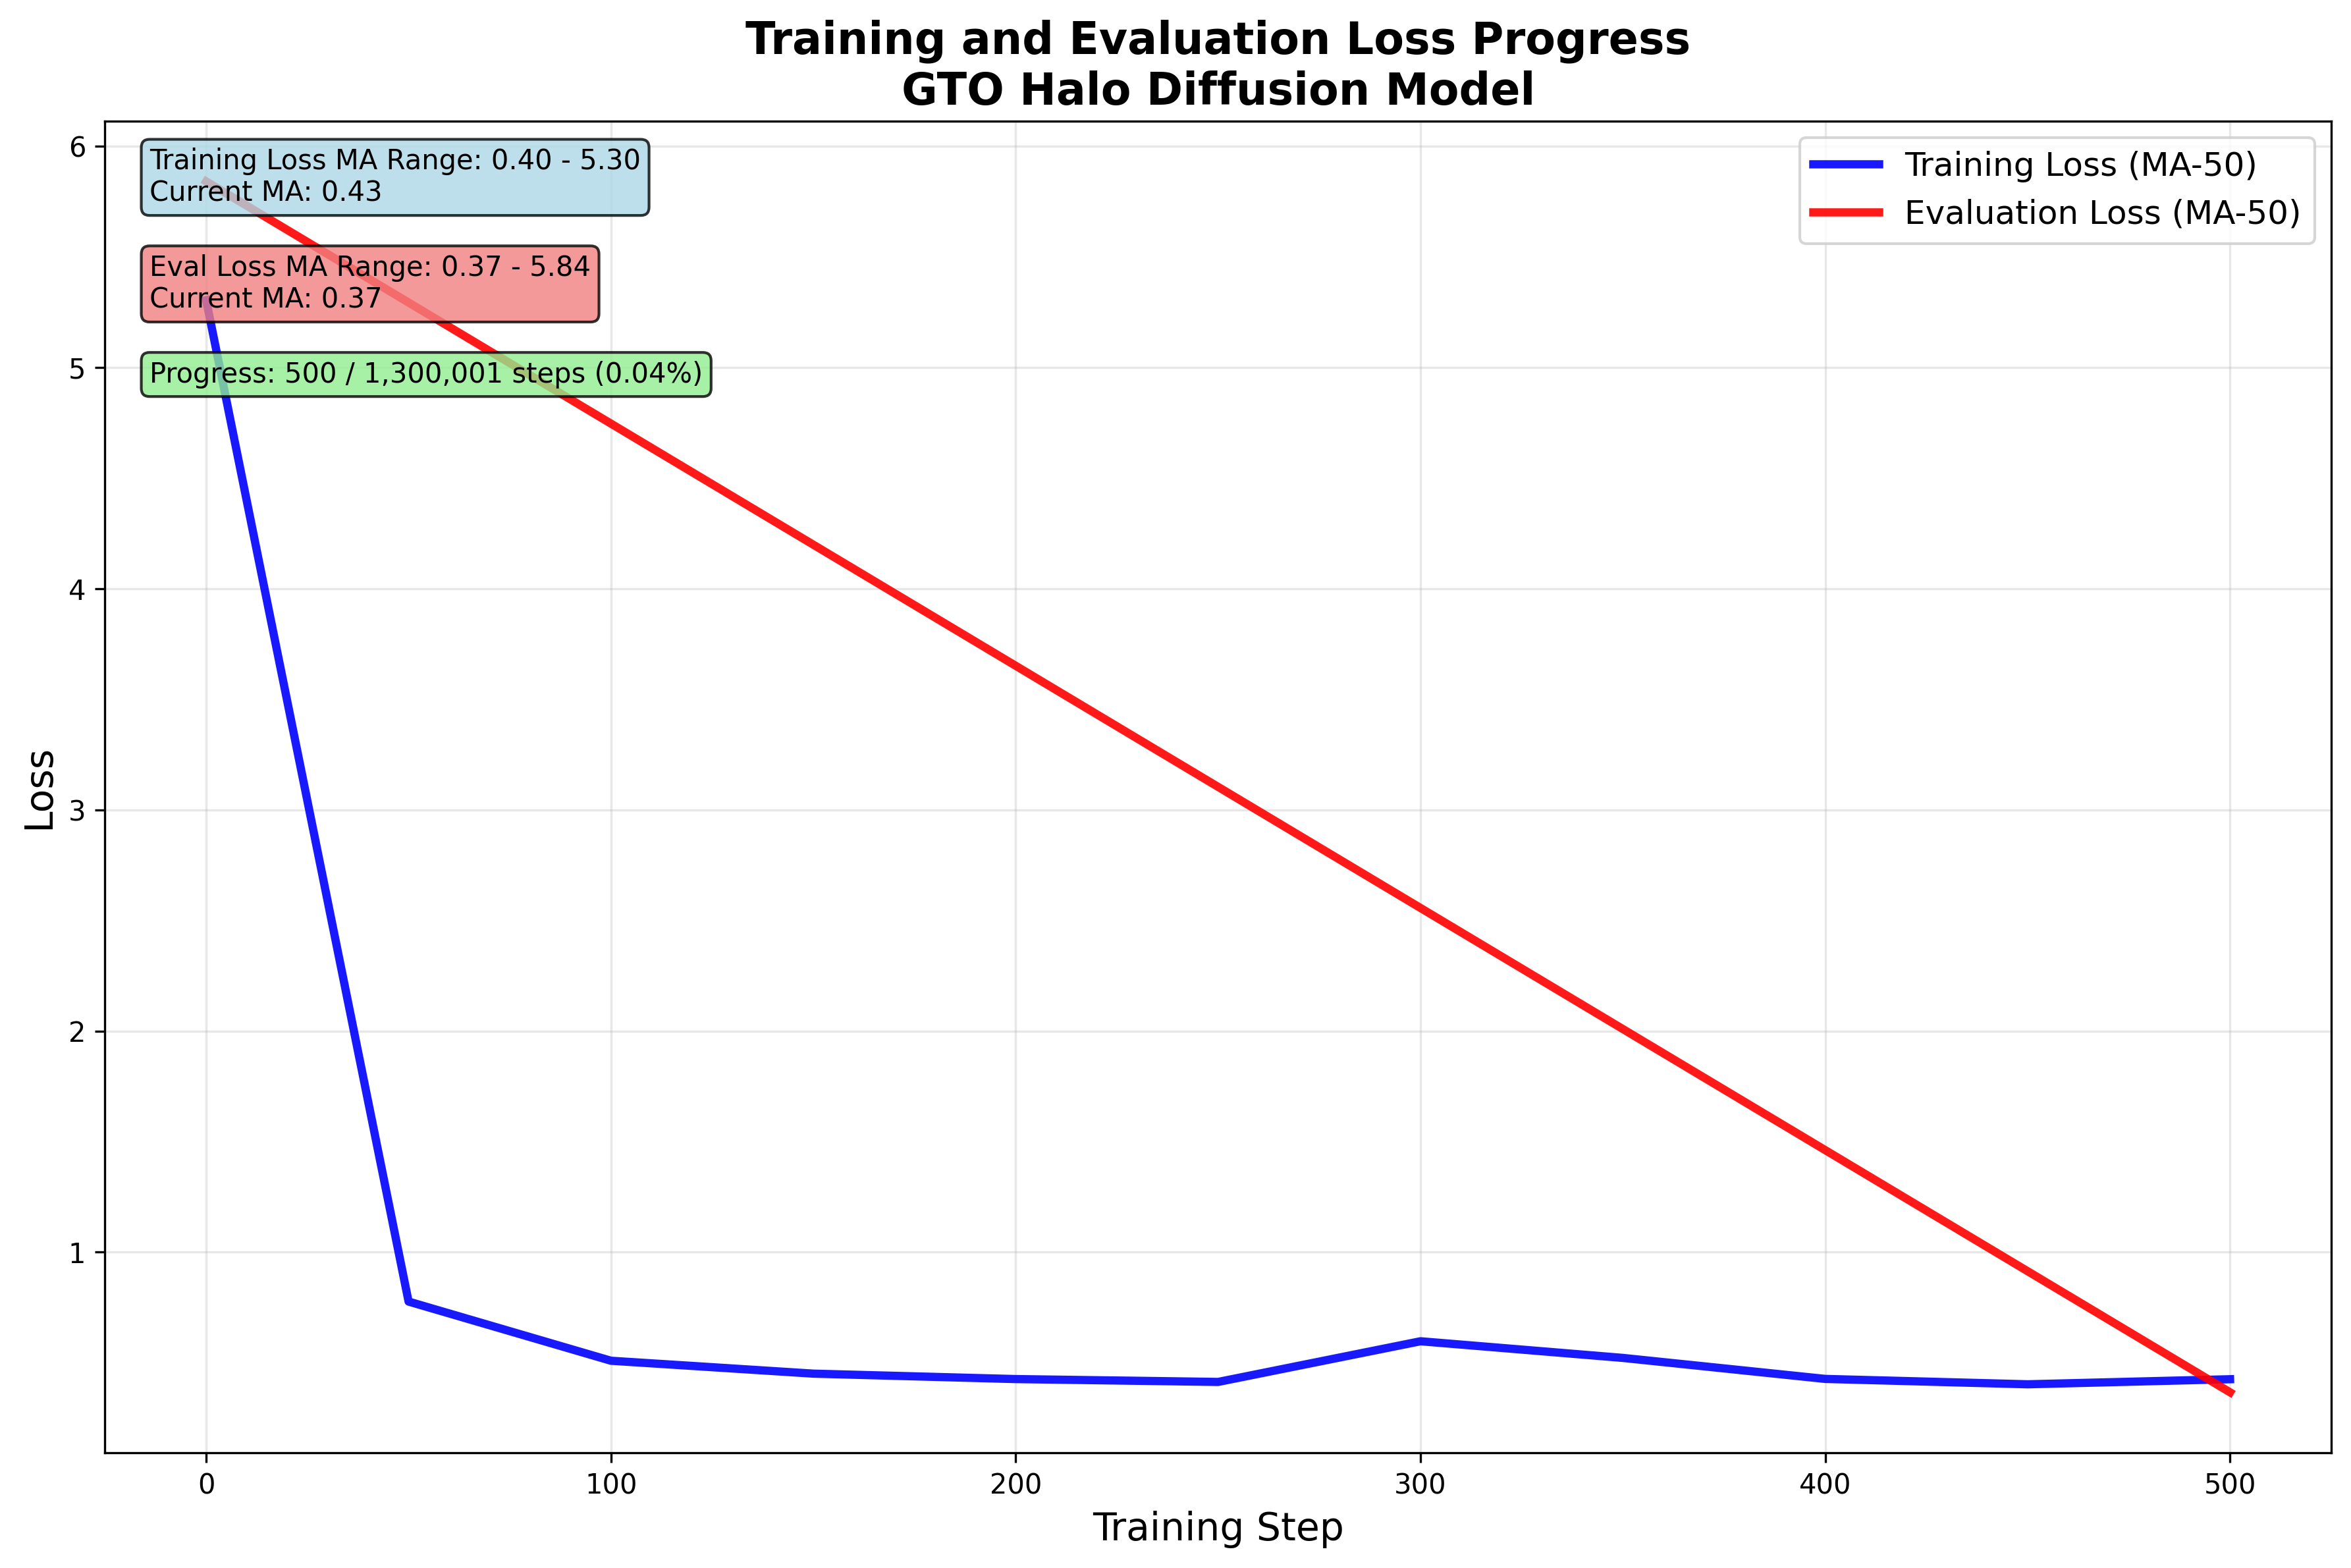 Training and Evaluation Loss Progress
GTO Halo Diffusion Model
Training Loss MA Range: 0.40 - 5.30
Current MA: 0.43
Eval Loss MA Range: 0.37 - 5.84
Current MA: 0.37
Progress: 500 / 1,300,001 steps (0.04%)
Training Loss (MA-50)
Evaluation Loss (MA-50)
Loss
6
5
4
3
2
1
0
100
200
300
400
500
Training Step